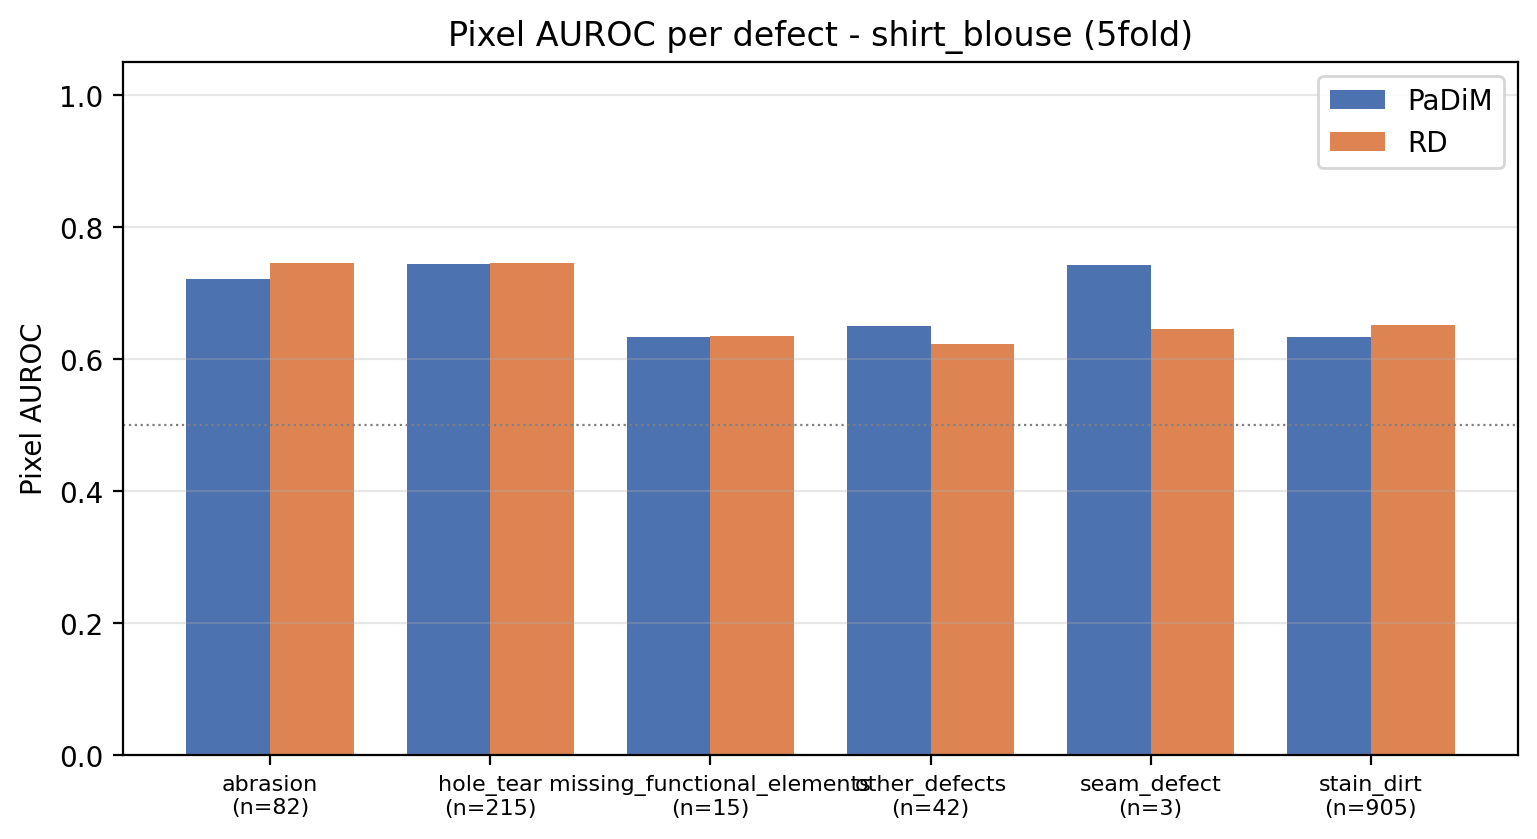 Pixel AUROC per defect - shirt_blouse (5fold)
PaDiM
RD
Pixel AUROC
1.0
0.8
0.6
0.4
0.2
0.0
abrasion
(n=82)
hole_tear
(n=215)
missing_functional_elements
(n=15)
other_defects
(n=42)
seam_defect
(n=3)
stain_dirt
(n=905)